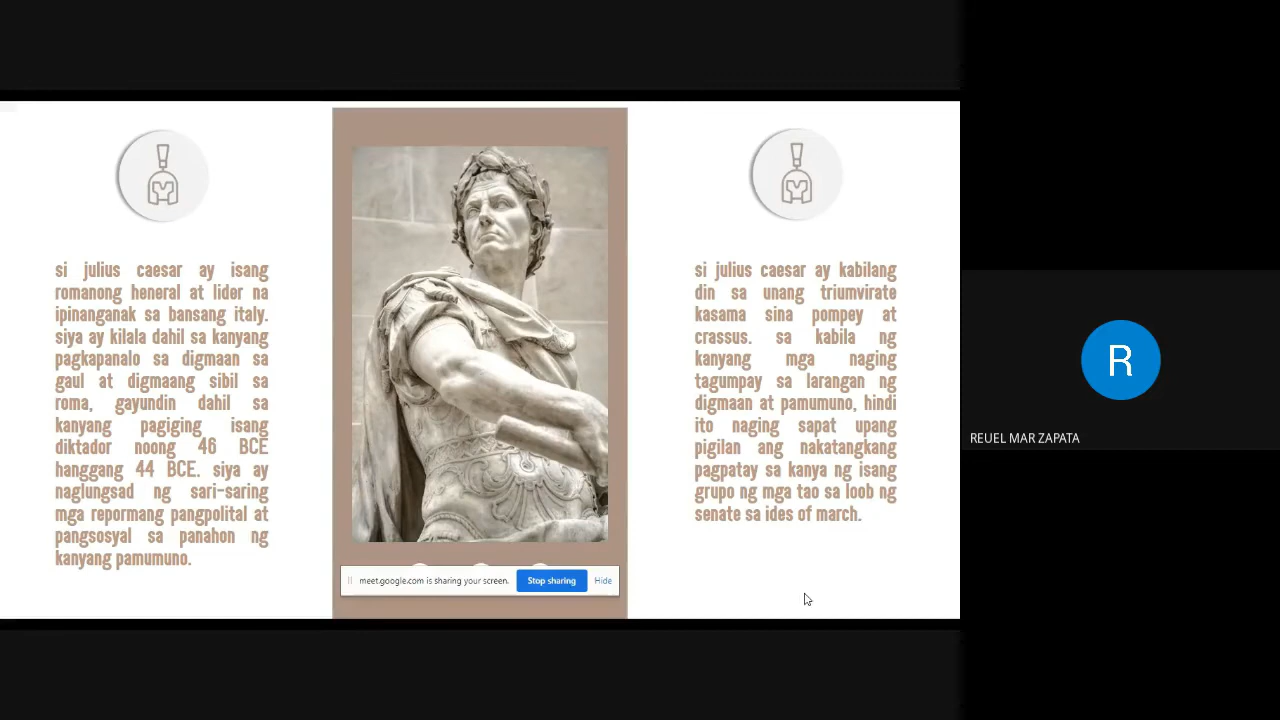 si julius caesar ay isang
romanong heneral at lider na
ipinanganak sa bansang italy.
siya ay kilala dahil sa kanyang
pagkapanalo sa digmaan sa
gaul at digmaang sibil sa
roma, gayundin dahil sa
kanyang pagiging isang
diktador noong 46 BCE
hanggang 44 BCE. siya ay
naglungsad ng sari-saring
mga repormang pangpolital at
pangsosyal sa panahon ng
kanyang pamumuno.
meet.google.com is sharing your screen.
Stop sharing
Hide
si julius caesar ay kabilang
din sa unang triumvirate
kasama sina pompey at
crassus. sa kabila ng
kanyang mga naging
tagumpay sa larangan ng
digmaan at pamumuno, hindi
ito naging sapat upang
pigilan ang nakatangkang
pagpatay sa kanya ng isang
grupo ng mga tao sa loob ng
senate sa ides of march.
R
REUEL MAR ZAPATA